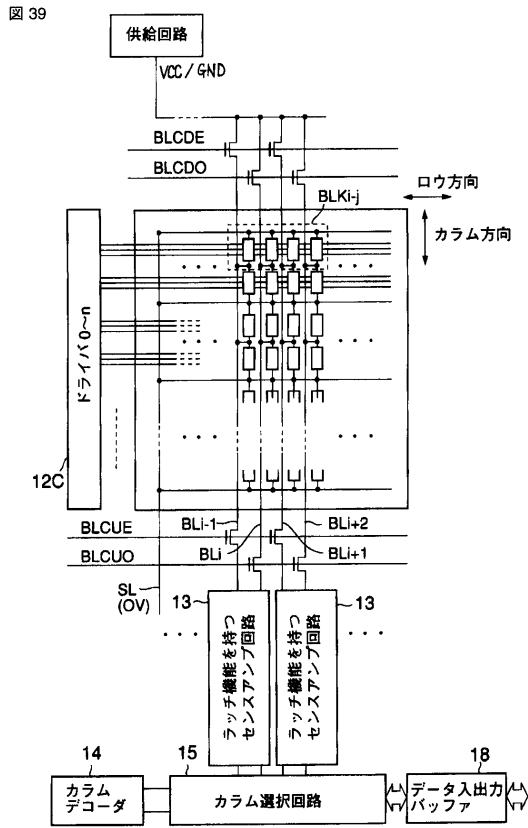 図 39
供給回路
VCC/GND
BLCDE
BLCDO
BLKi-j
ロウ方向
カラム方向
ドライバ 0～n
12C
BLCUE
BLi-1
BLi+2
BLCUO
BLi
BLi+1
SL
(0V)
13
13
ラッチ機能を持つ
センスアンプ回路
ラッチ機能を持つ
センスアンプ回路
14
15
18
カラム
デコーダ
カラム選択回路
データ入出力
バッファ